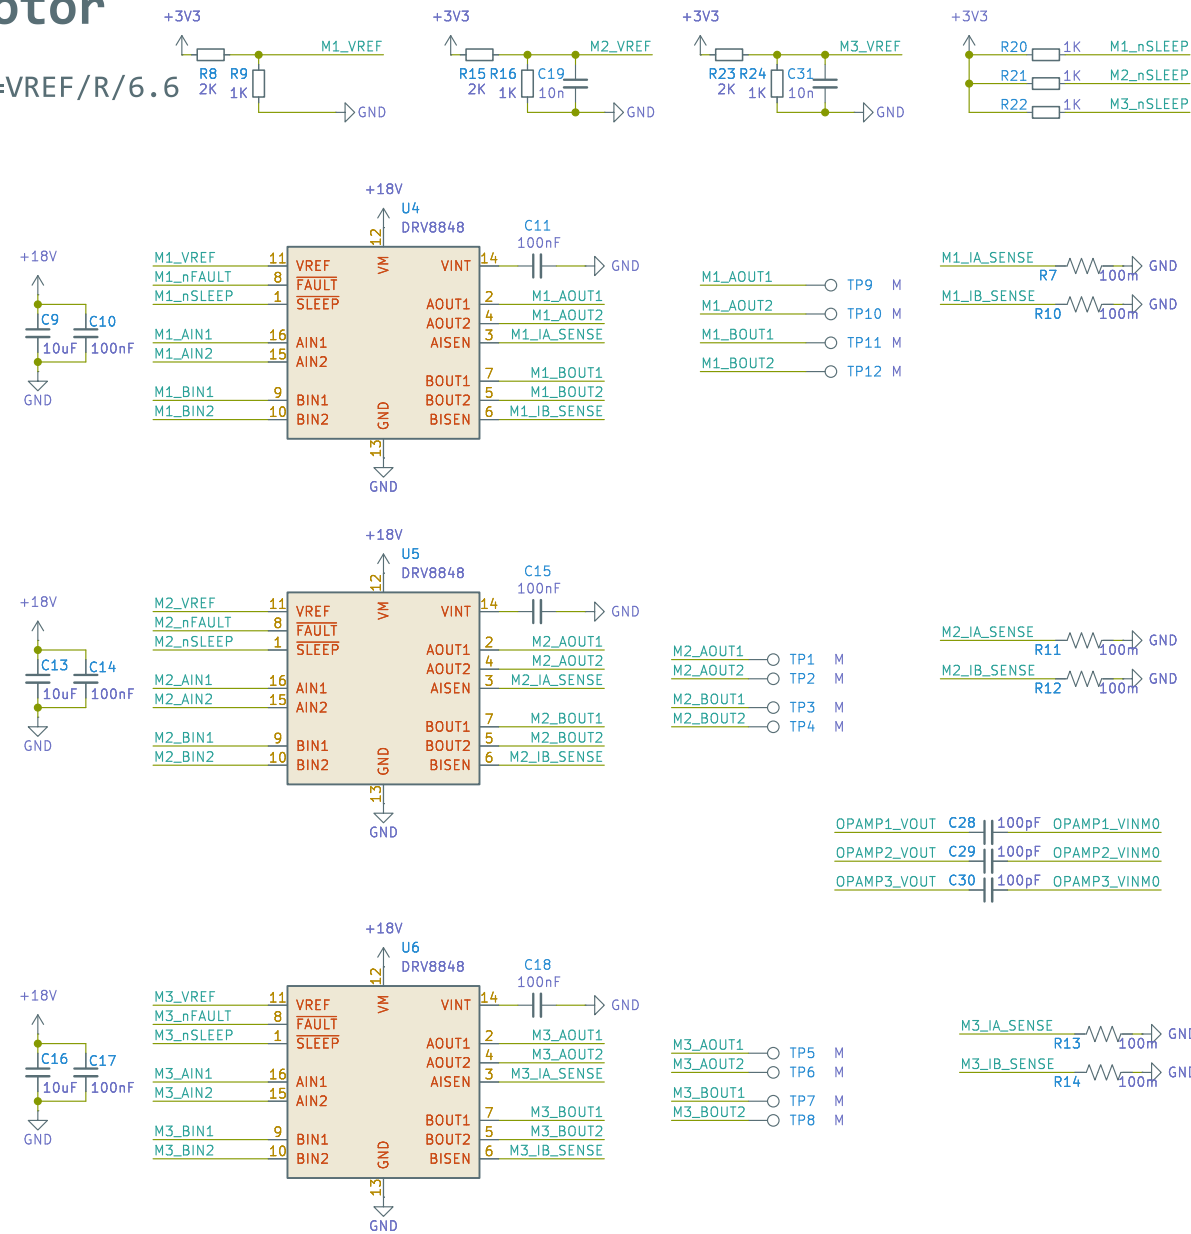 otor
=VREF/R/6.6
+3V3 +3V3 +3V3 +3V3
M1_VREF M2_VREF M3_VREF R20 1K M1_nSLEEP
R8 R9 R15 R16 C19 R23 R24 C31 R21 1K M2_nSLEEP
2K 1K 2K 1K 10n 2K 1K 10n
R22 1K M3_nSLEEP
GND GND GND
+18V
U4
DRV8848
C11
100nF
+18V
C9 C10
10uF 100nF
GND
12
M1_VREF 11 VREF VM VINT 14 GND
M1_nFAULT 8 FAULT
M1_nSLEEP 1 SLEEP AOUT1 2 M1_AOUT1
AOUT2 4 M1_AOUT2
M1_AIN1 16 AIN1 AISEN 3 M1_IA_SENSE
M1_AIN2 15 AIN2
BOUT1 7 M1_BOUT1
M1_BIN1 9 BIN1 BOUT2 5 M1_BOUT2
M1_BIN2 10 BIN2 GND BISEN 6 M1_IB_SENSE
13
GND
M1_AOUT1 TP9 M
M1_AOUT2 TP10 M
M1_BOUT1 TP11 M
M1_BOUT2 TP12 M
M1_IA_SENSE R7 100m GND
M1_IB_SENSE R10 100m GND
+18V
U5
DRV8848
C15
100nF
+18V
C13 C14
10uF 100nF
GND
12
M2_VREF 11 VREF VM VINT 14 GND
M2_nFAULT 8 FAULT
M2_nSLEEP 1 SLEEP AOUT1 2 M2_AOUT1
AOUT2 4 M2_AOUT2
M2_AIN1 16 AIN1 AISEN 3 M2_IA_SENSE
M2_AIN2 15 AIN2
BOUT1 7 M2_BOUT1
M2_BIN1 9 BIN1 BOUT2 5 M2_BOUT2
M2_BIN2 10 BIN2 GND BISEN 6 M2_IB_SENSE
13
GND
M2_AOUT1 TP1 M
M2_AOUT2 TP2 M
M2_BOUT1 TP3 M
M2_BOUT2 TP4 M
M2_IA_SENSE R11 100m GND
M2_IB_SENSE R12 100m GND
OPAMP1_VOUT C28 100pF OPAMP1_VINM0
OPAMP2_VOUT C29 100pF OPAMP2_VINM0
OPAMP3_VOUT C30 100pF OPAMP3_VINM0
+18V
U6
DRV8848
C18
100nF
+18V
C16 C17
10uF 100nF
GND
12
M3_VREF 11 VREF VM VINT 14 GND
M3_nFAULT 8 FAULT
M3_nSLEEP 1 SLEEP AOUT1 2 M3_AOUT1
AOUT2 4 M3_AOUT2
M3_AIN1 16 AIN1 AISEN 3 M3_IA_SENSE
M3_AIN2 15 AIN2
BOUT1 7 M3_BOUT1
M3_BIN1 9 BIN1 BOUT2 5 M3_BOUT2
M3_BIN2 10 BIN2 GND BISEN 6 M3_IB_SENSE
13
GND
M3_AOUT1 TP5 M
M3_AOUT2 TP6 M
M3_BOUT1 TP7 M
M3_BOUT2 TP8 M
M3_IA_SENSE R13 100m GND
M3_IB_SENSE R14 100m GND